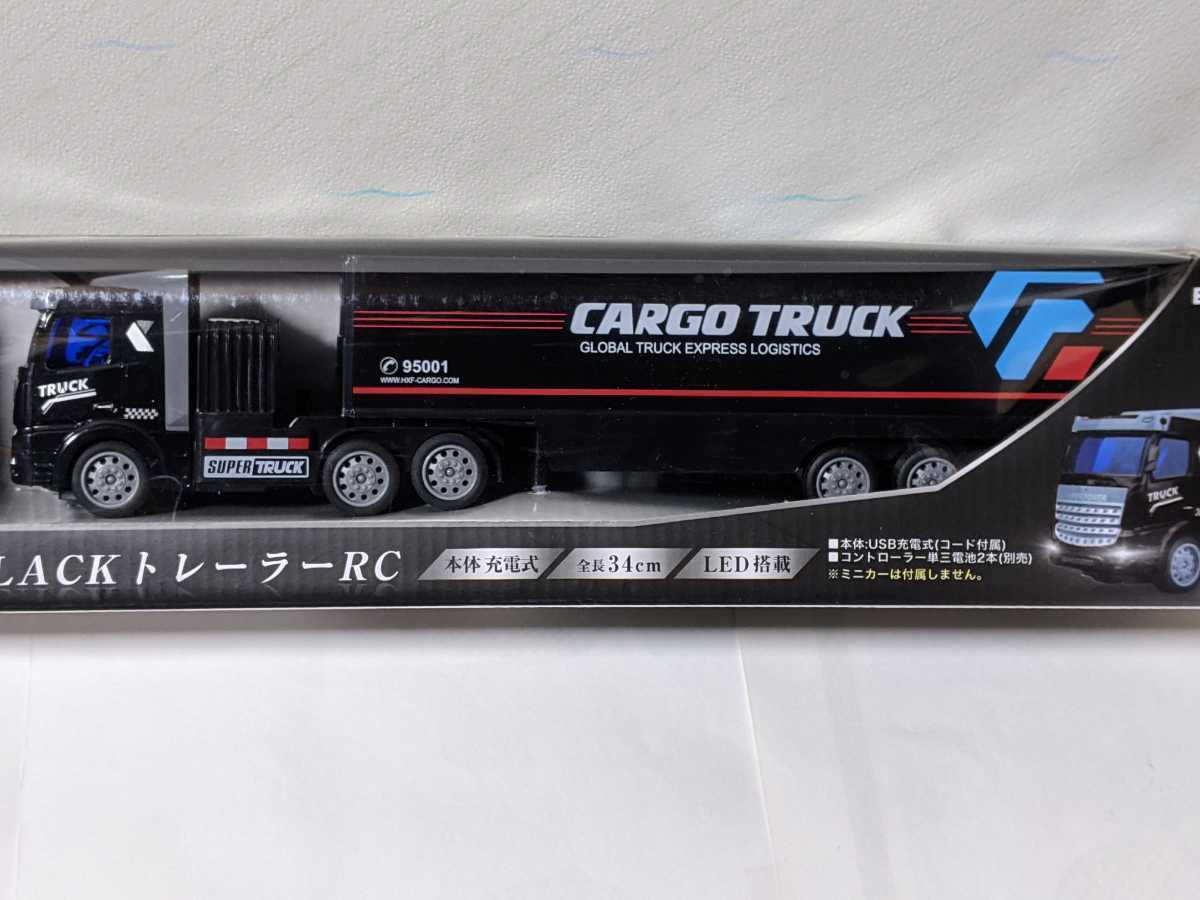 CARGO TRUCK
GLOBAL TRUCK EXPRESS LOGISTICS
95001
WWW.HXF-CARGO.COM
TRUCK
SUPER TRUCK
TRUCK
LACKトレーラーRC
本体 充電式
全長34cm
LED搭載
■本体:USB充電式(コード付属)
■コントローラー単三電池2本(別売)
※ミニカーは付属しません。